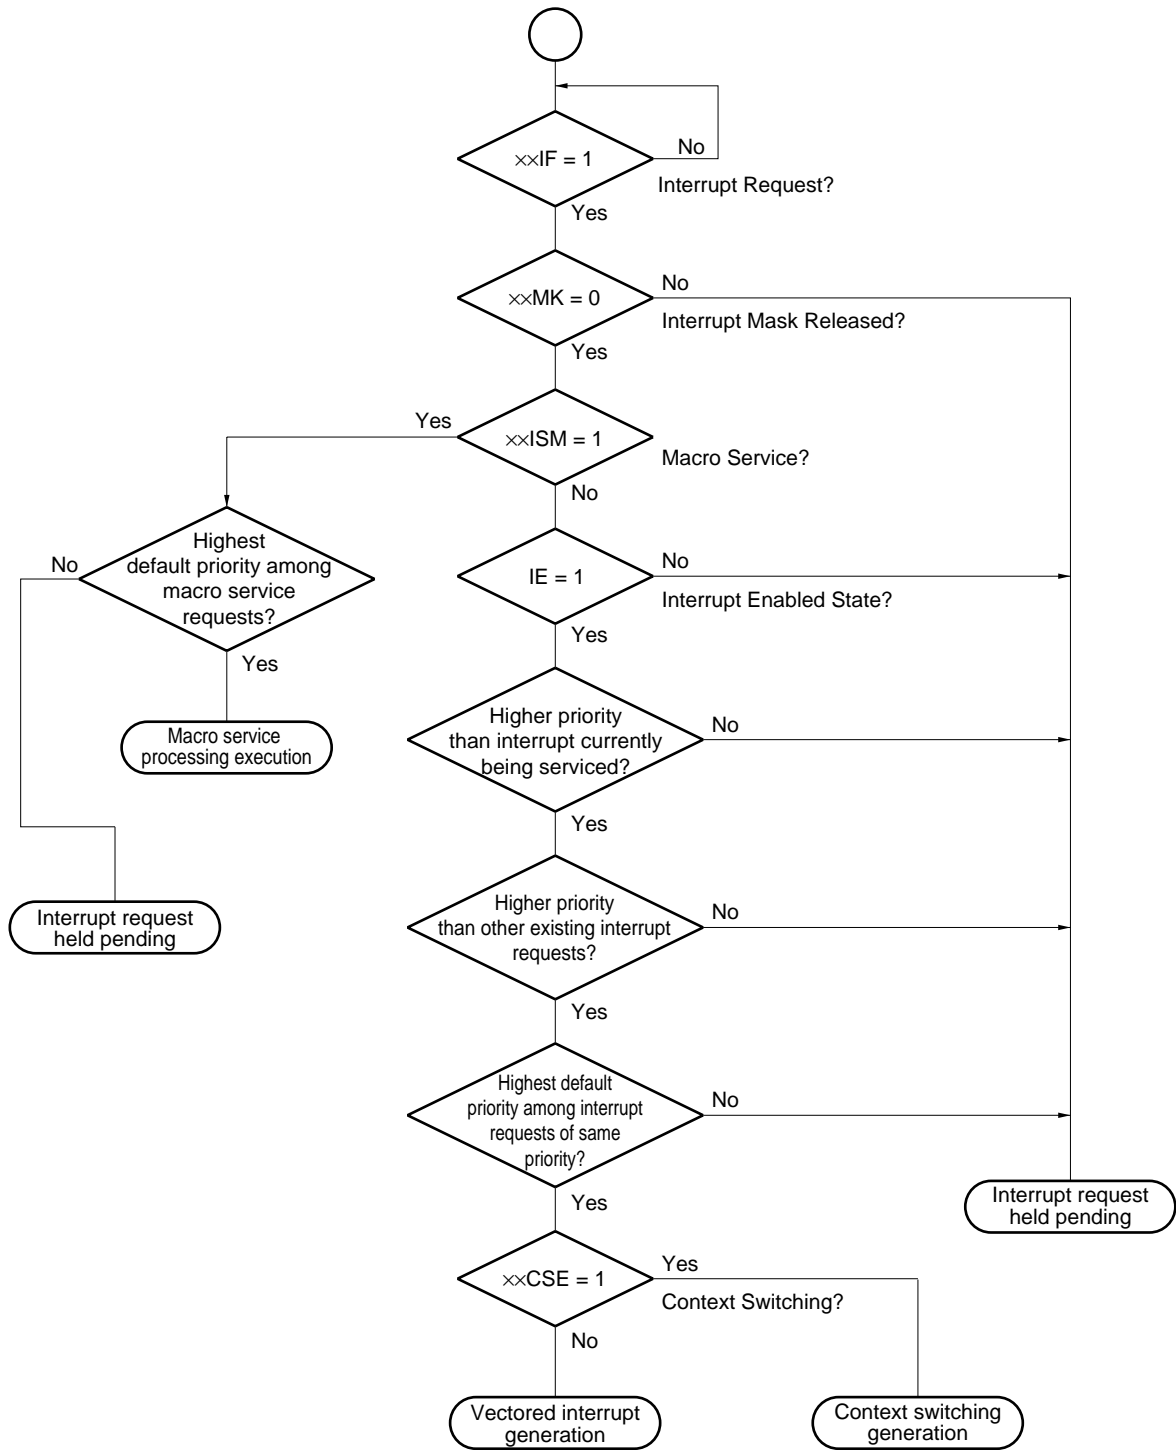 ××IF = 1
No
Interrupt Request?
Yes
××MK = 0
No
Interrupt Mask Released?
Yes
Yes
××ISM = 1
Macro Service?
No
Highest
default priority among
macro service
requests?
No
Yes
IE = 1
No
Interrupt Enabled State?
Yes
Macro service
processing execution
Higher priority
than interrupt currently
being serviced?
No
Yes
Interrupt request
held pending
Higher priority
than other existing interrupt
requests?
No
Yes
Highest default
priority among interrupt
requests of same
priority?
No
Yes
Interrupt request
held pending
××CSE = 1
Yes
Context Switching?
No
Vectored interrupt
generation
Context switching
generation